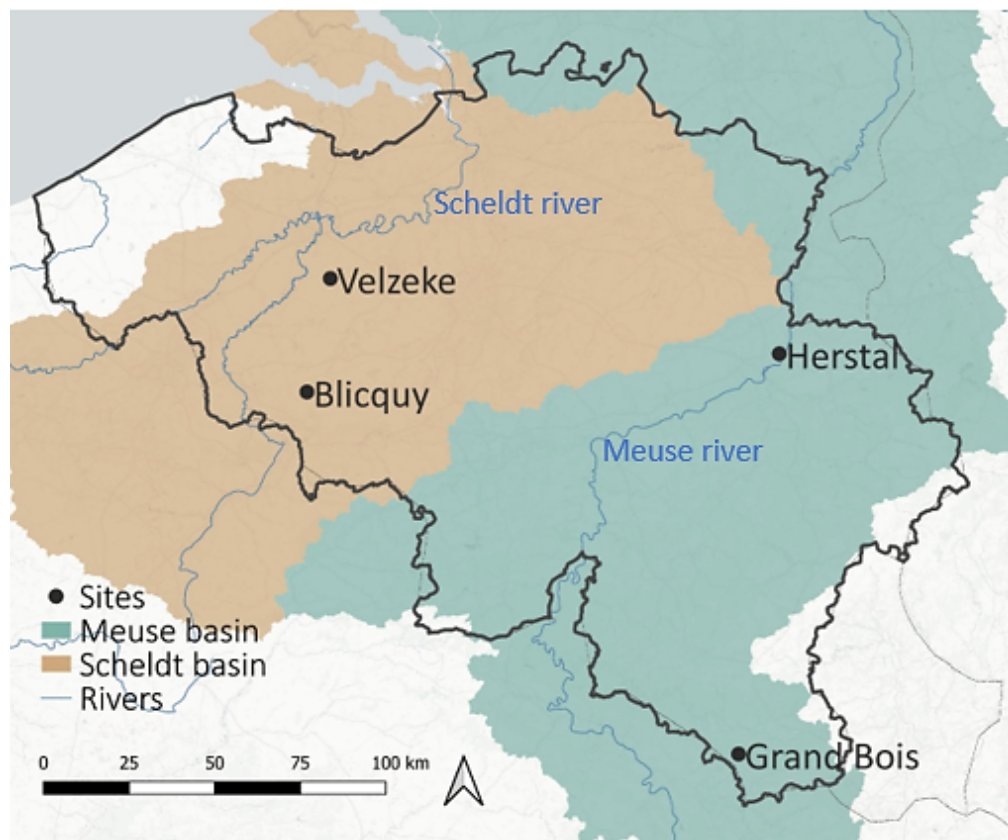 Scheldt river
Velzeke
Herstal
Blicquy
Meuse river
Sites
Meuse basin
Scheldt basin
Rivers
0 25 50 75 100 km
Grand Bois